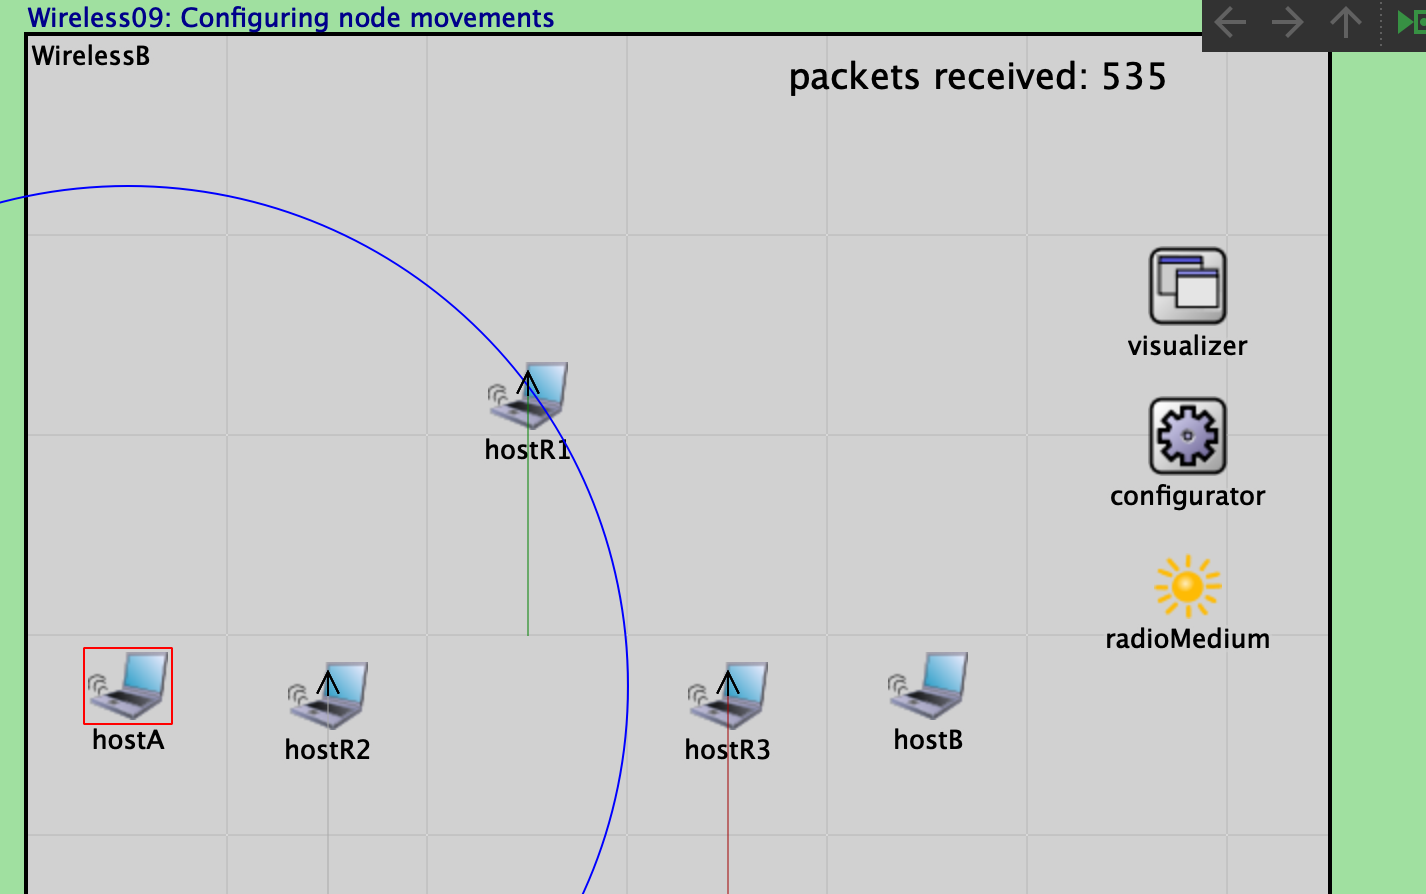 Wireless09: Configuring node movements
WirelessB
packets received: 535
visualizer
hostR1
configurator
radioMedium
hostA
hostR2
hostR3
hostB